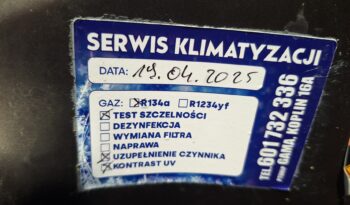 SERWIS KLIMATYZACJI
DATA: 19.04.2025
GAZ: R134a R1234yf
TEST SZCZELNOŚCI
DEZYNFEKCJA
WYMIANA FILTRA
NAPRAWA
UZUPEŁNIENIE CZYNNIKA
KONTRAST UV
TEL 601 732 336
GAMA, KOPLIN 16A